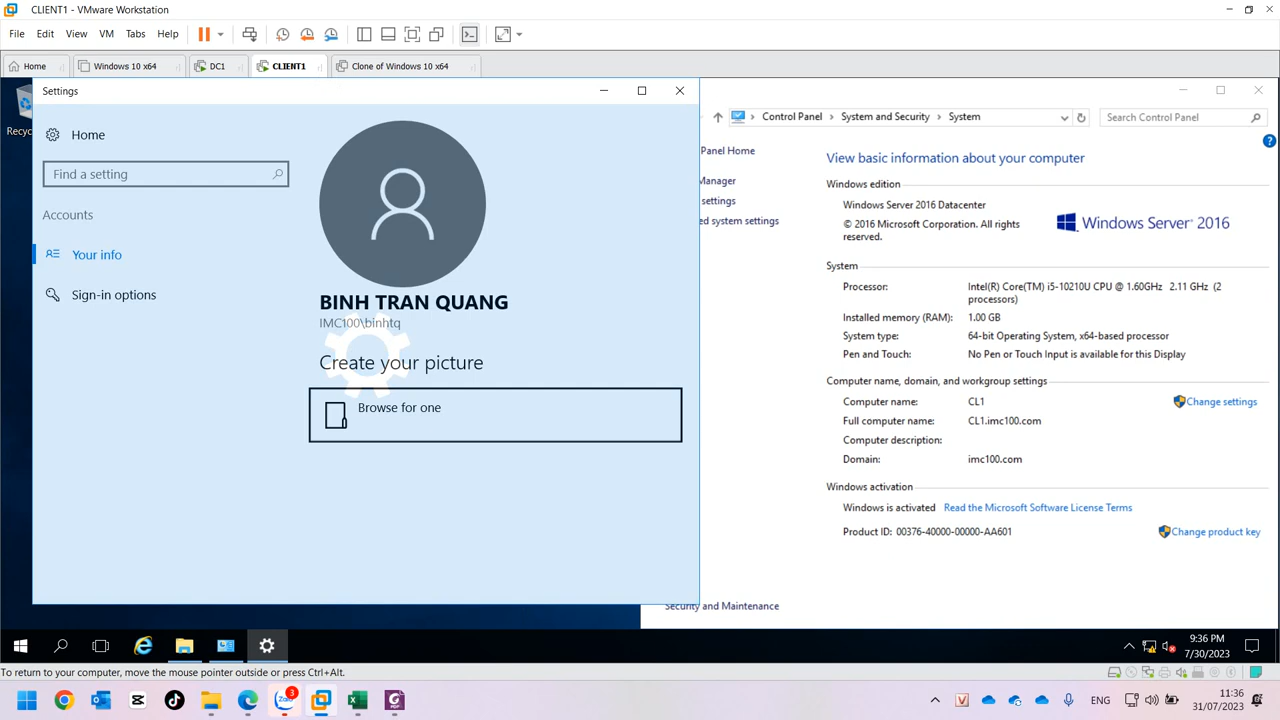 CLIENT1 - VMware Workstation
File Edit View VM Tabs Help
Home Windows 10 x64 DC1 CLIENT1 Clone of Windows 10 x64
Settings
Home
Find a setting
Accounts
Your info
Sign-in options
BINH TRAN QUANG
IMC100\binhtq
Create your picture
Browse for one
Recyc
Control Panel System and Security System
Search Control Panel
Panel Home
Manager
settings
ed system settings
Security and Maintenance
View basic information about your computer
Windows edition
Windows Server 2016 Datacenter
© 2016 Microsoft Corporation. All rights
reserved.
Windows Server® 2016
System
Processor: Intel(R) Core(TM) i5-10210U CPU @ 1.60GHz 2.11 GHz (2
processors)
Installed memory (RAM): 1.00 GB
System type: 64-bit Operating System, x64-based processor
Pen and Touch: No Pen or Touch Input is available for this Display
Computer name, domain, and workgroup settings
Computer name: CL1 Change settings
Full computer name: CL1.imc100.com
Computer description:
Domain: imc100.com
Windows activation
Windows is activated Read the Microsoft Software License Terms
Product ID: 00376-40000-00000-AA601 Change product key
9:36 PM
7/30/2023
To return to your computer, move the mouse pointer outside or press Ctrl+Alt.
Zalo 3
V
ENG
11:36
31/07/2023